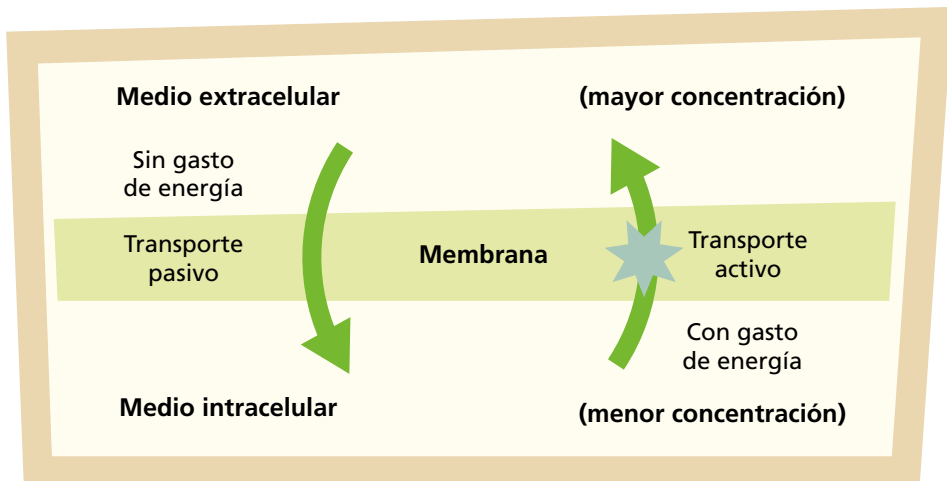 Medio extracelular
(mayor concentración)
Sin gasto
de energía
Transporte
pasivo
Membrana
Transporte
activo
Con gasto
de energía
Medio intracelular
(menor concentración)